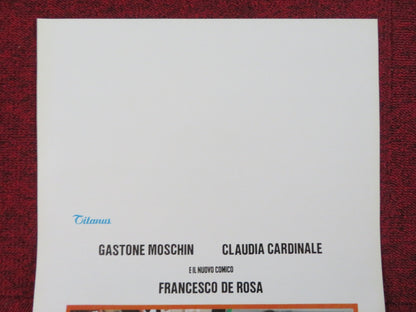 Titanus
GASTONE MOSCHIN CLAUDIA CARDINALE
E IL NUOVO COMICO
FRANCESCO DE ROSA